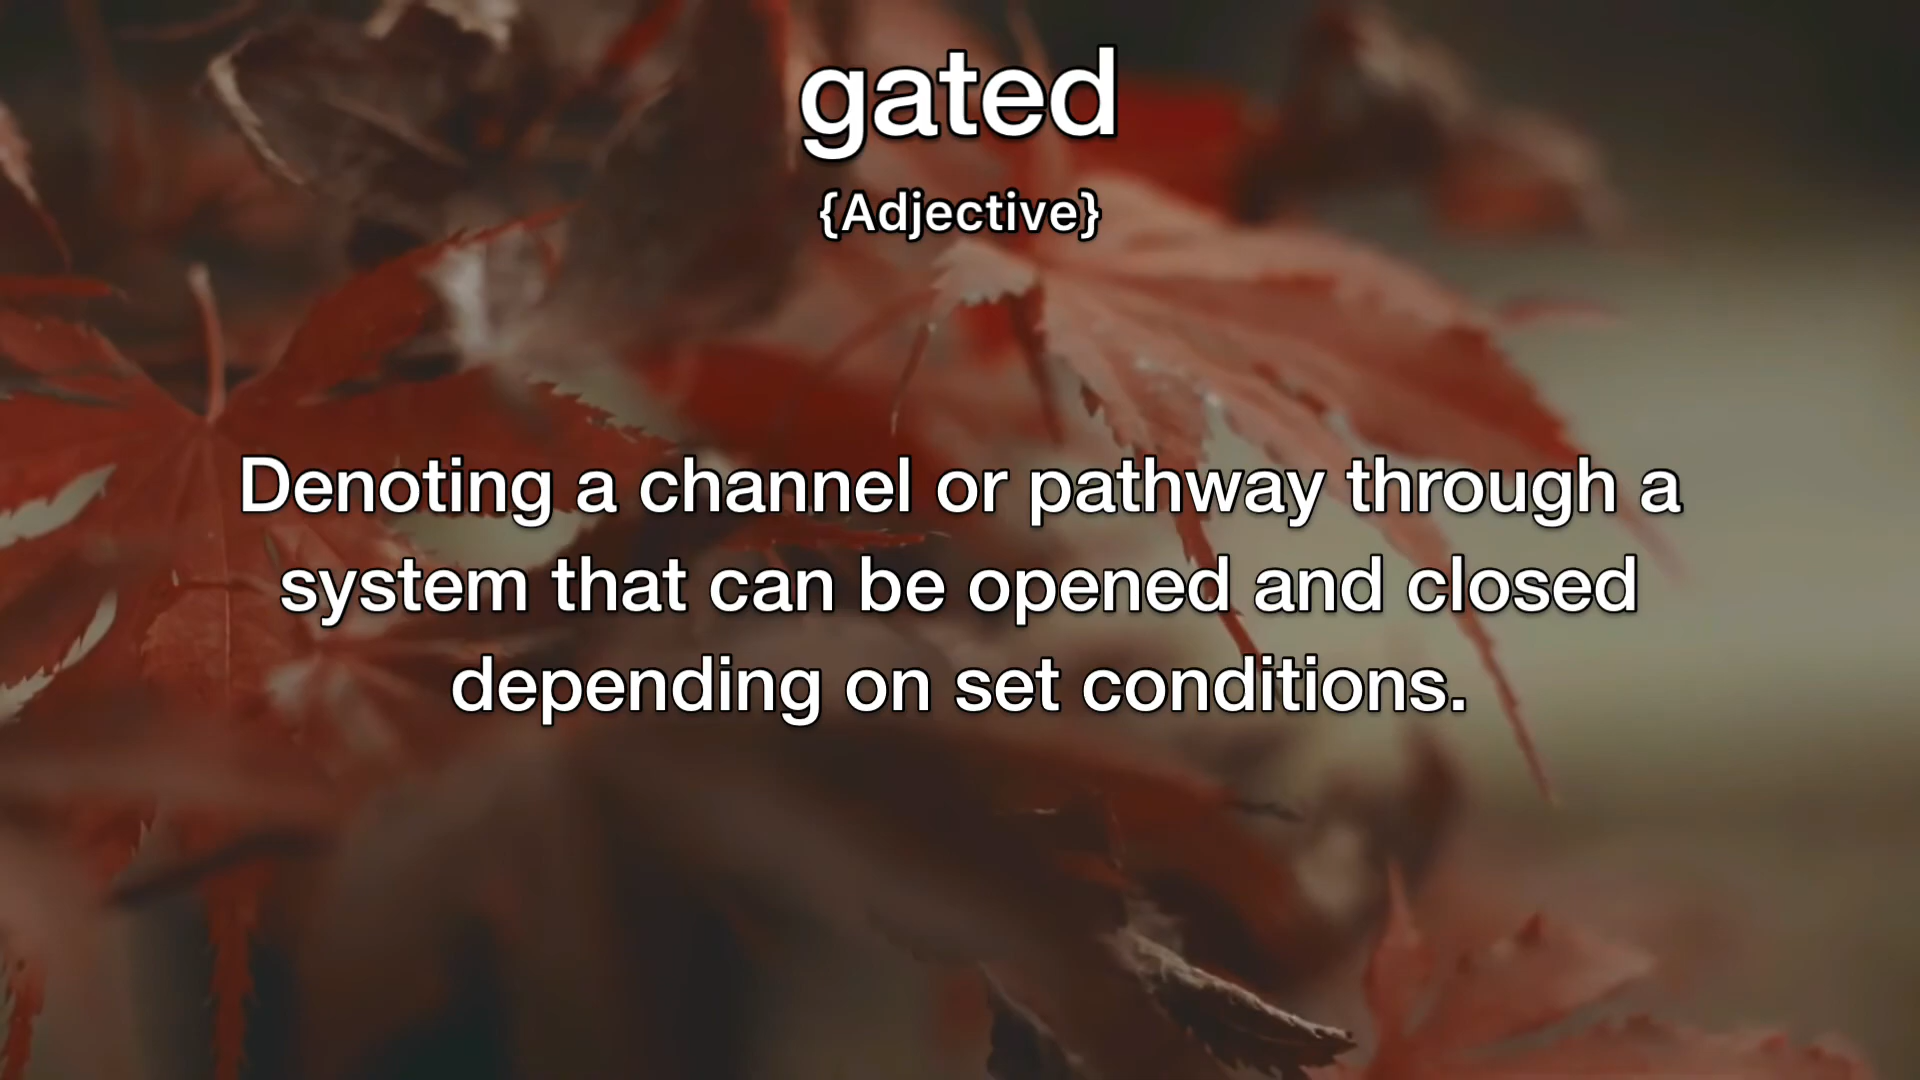 gated
{Adjective}
Denoting a channel or pathway through a
system that can be opened and closed
depending on set conditions.